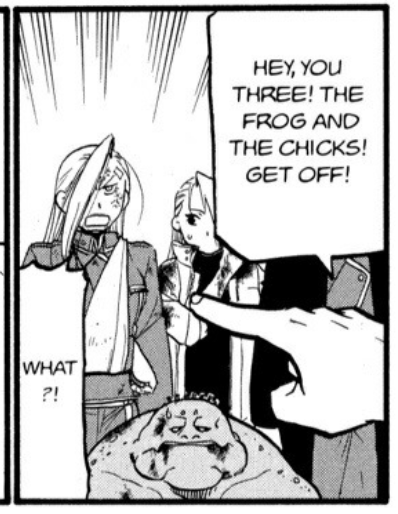 HEY, YOU
THREE! THE
FROG AND
THE CHICKS!
GET OFF!
WHAT
?!